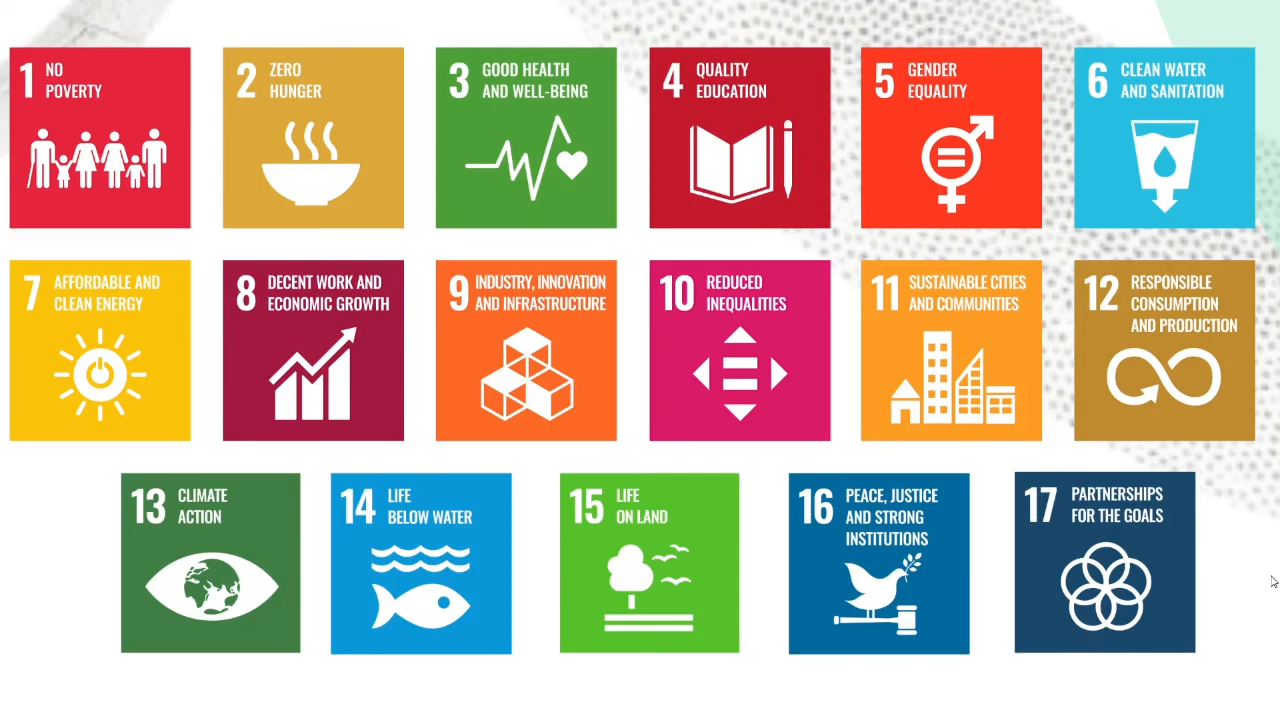 1 NO
POVERTY
2 ZERO
HUNGER
3 GOOD HEALTH
AND WELL-BEING
4 QUALITY
EDUCATION
5 GENDER
EQUALITY
6 CLEAN WATER
AND SANITATION
7 AFFORDABLE AND
CLEAN ENERGY
8 DECENT WORK AND
ECONOMIC GROWTH
9 INDUSTRY, INNOVATION
AND INFRASTRUCTURE
10 REDUCED
INEQUALITIES
11 SUSTAINABLE CITIES
AND COMMUNITIES
12 RESPONSIBLE
CONSUMPTION
AND PRODUCTION
13 CLIMATE
ACTION
14 LIFE
BELOW WATER
15 LIFE
ON LAND
16 PEACE, JUSTICE
AND STRONG
INSTITUTIONS
17 PARTNERSHIPS
FOR THE GOALS